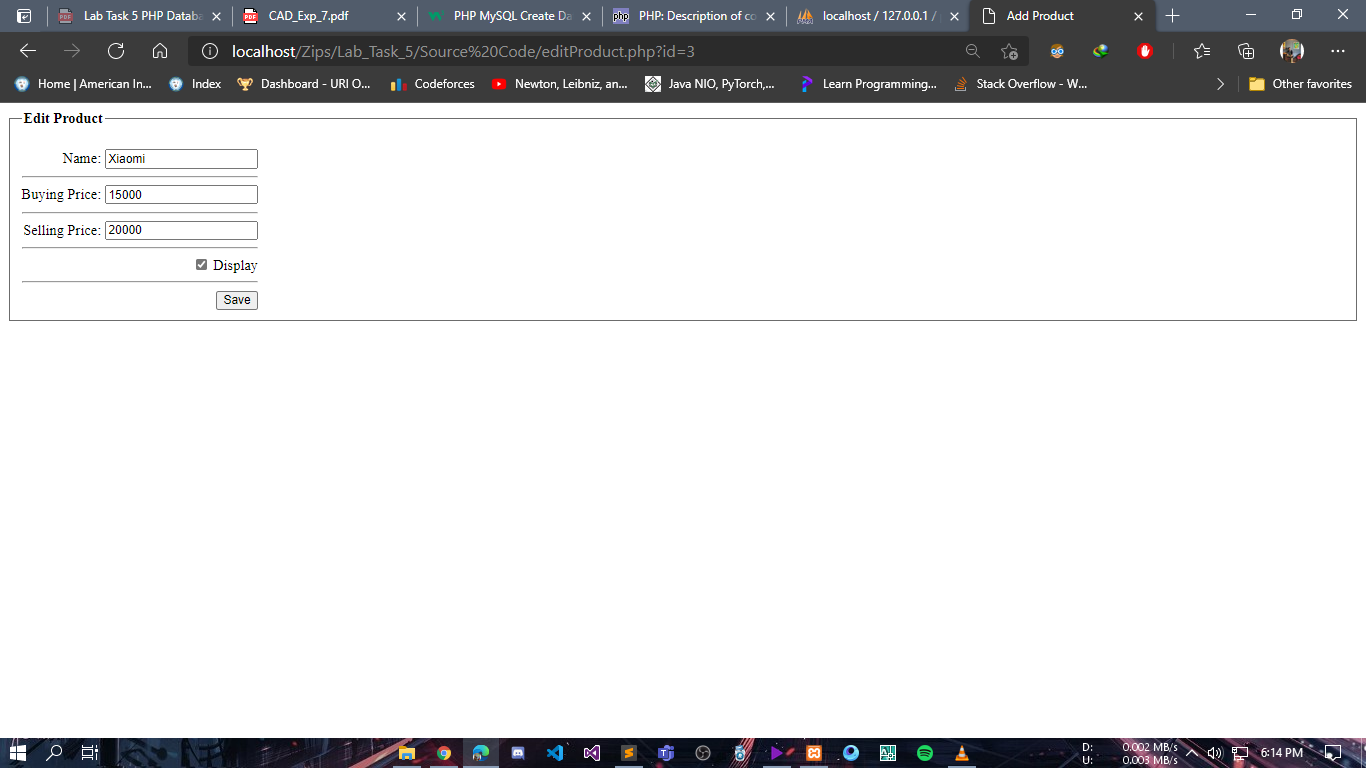 Lab Task 5 PHP Databa
CAD_Exp_7.pdf
PHP MySQL Create Da
PHP: Description of co
localhost / 127.0.0.1 / p
Add Product
localhost/Zips/Lab_Task_5/Source%20Code/editProduct.php?id=3
Home | American In...
Index
Dashboard - URI O...
Codeforces
Newton, Leibniz, an...
Java NIO, PyTorch,...
Learn Programming...
Stack Overflow - W...
Other favorites
Edit Product
Name: Xiaomi
Buying Price: 15000
Selling Price: 20000
Display
Save
D: 0.002 MB/s
U: 0.003 MB/s
6:14 PM